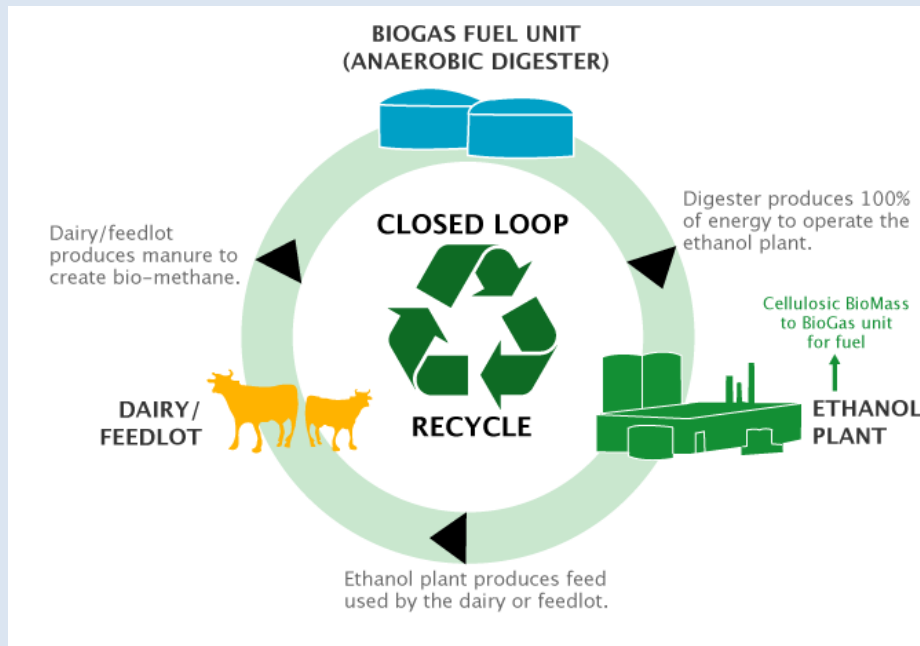 BIOGAS FUEL UNIT
(ANAEROBIC DIGESTER)
Digester produces 100%
of energy to operate the
ethanol plant.
Dairy/feedlot
produces manure to
create bio-methane.
CLOSED LOOP
RECYCLE
Cellulosic BioMass
to BioGas unit
for fuel
DAIRY/
FEEDLOT
ETHANOL
PLANT
Ethanol plant produces feed
used by the dairy or feedlot.